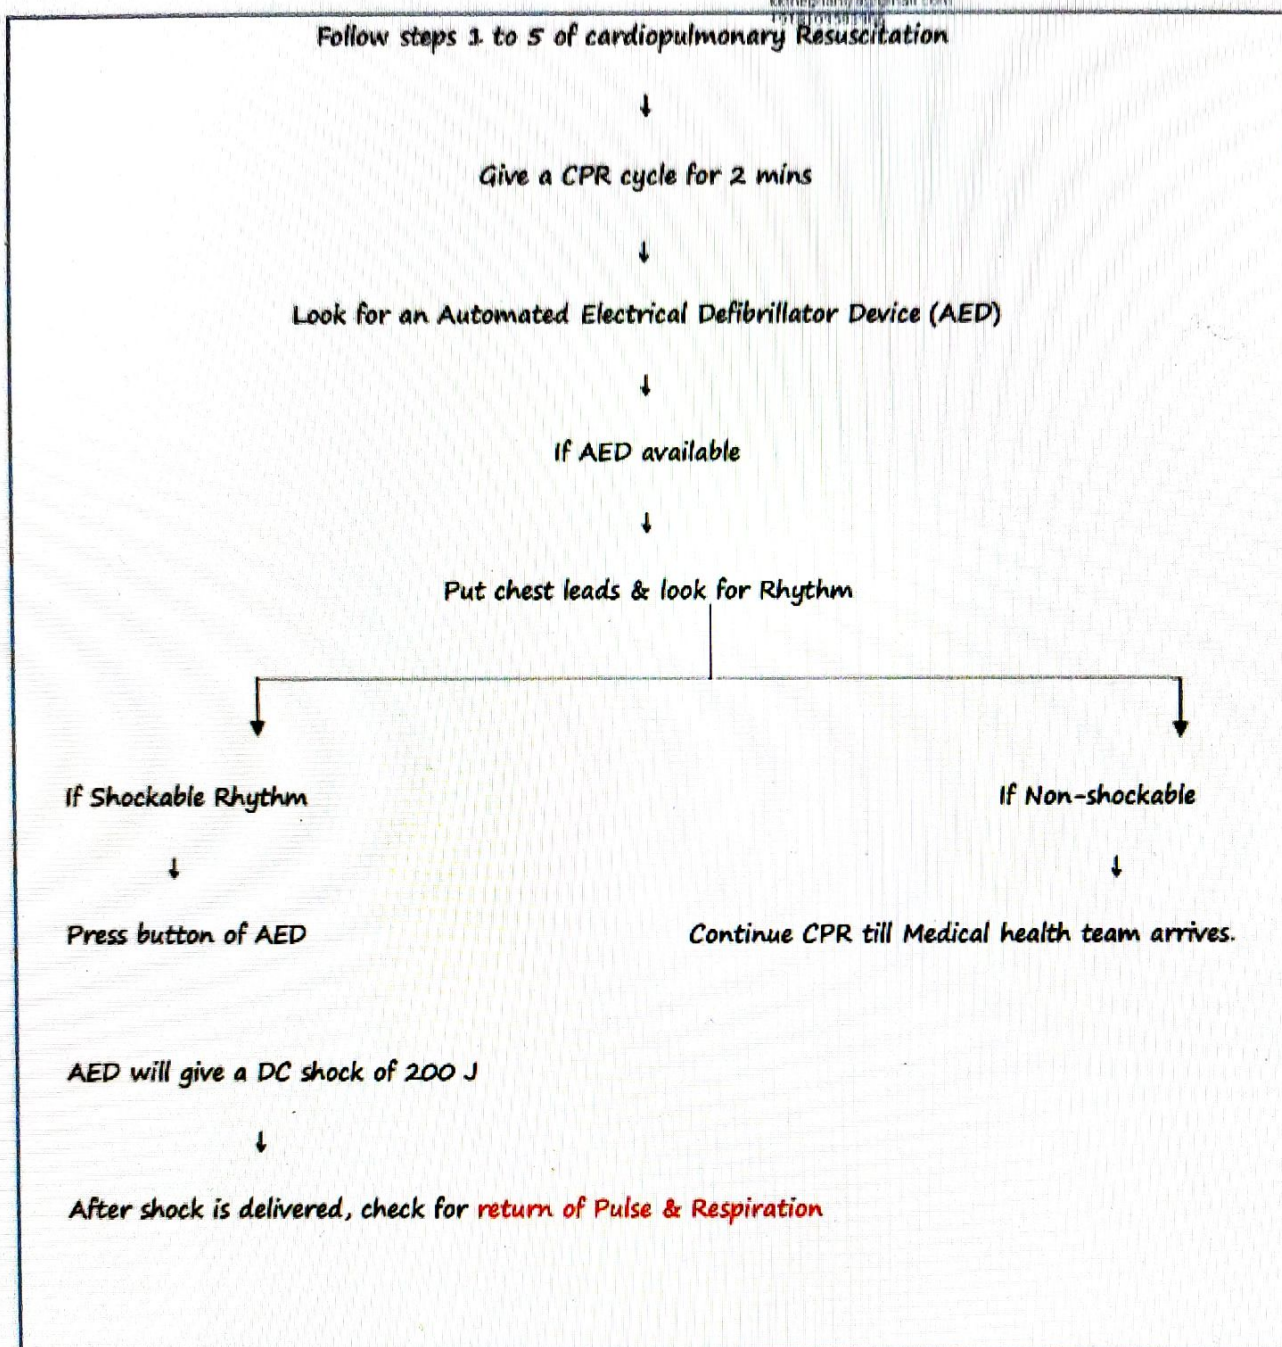 Follow steps 1 to 5 of cardiopulmonary Resuscitation
↓
Give a CPR cycle for 2 mins
↓
Look for an Automated Electrical Defibrillator Device (AED)
↓
If AED available
↓
Put chest leads & look for Rhythm
If Shockable Rhythm
If Non-shockable
↓
↓
Press button of AED
Continue CPR till Medical health team arrives.
AED will give a DC shock of 200 J
↓
After shock is delivered, check for return of Pulse & Respiration